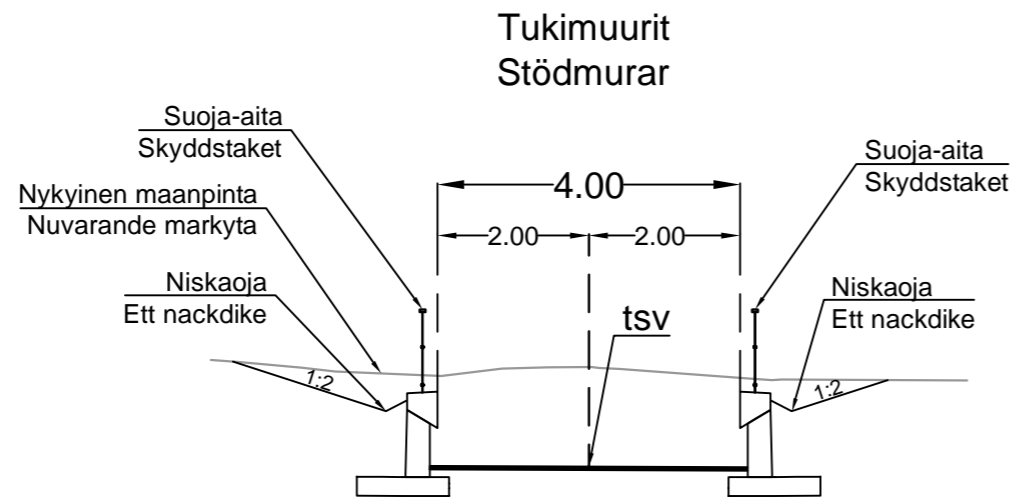 Tukimuurit
Stödmurar
Suoja-aita
Skyddstaket
Suoja-aita
Skyddstaket
4.00
Nykyinen maanpinta
Nuvarande markyta
2.00
2.00
Niskaoja
Ett nackdike
Niskaoja
Ett nackdike
tsv
1:2
1:2